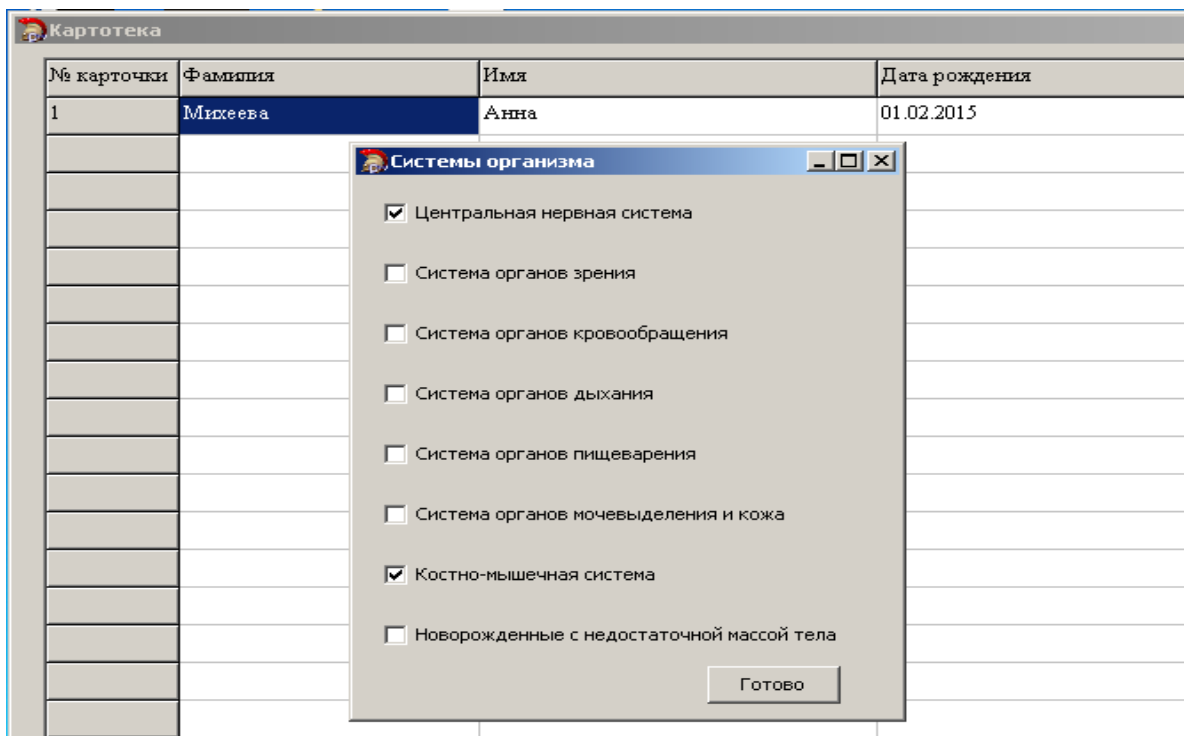 Картотека
№ карточки Фамилия Имя Дата рождения
1 Михеева Анна 01.02.2015
Системы организма
Центральная нервная система
Система органов зрения
Система органов кровообращения
Система органов дыхания
Система органов пищеварения
Система органов мочевыделения и кожа
Костно-мышечная система
Новорожденные с недостаточной массой тела
Готово